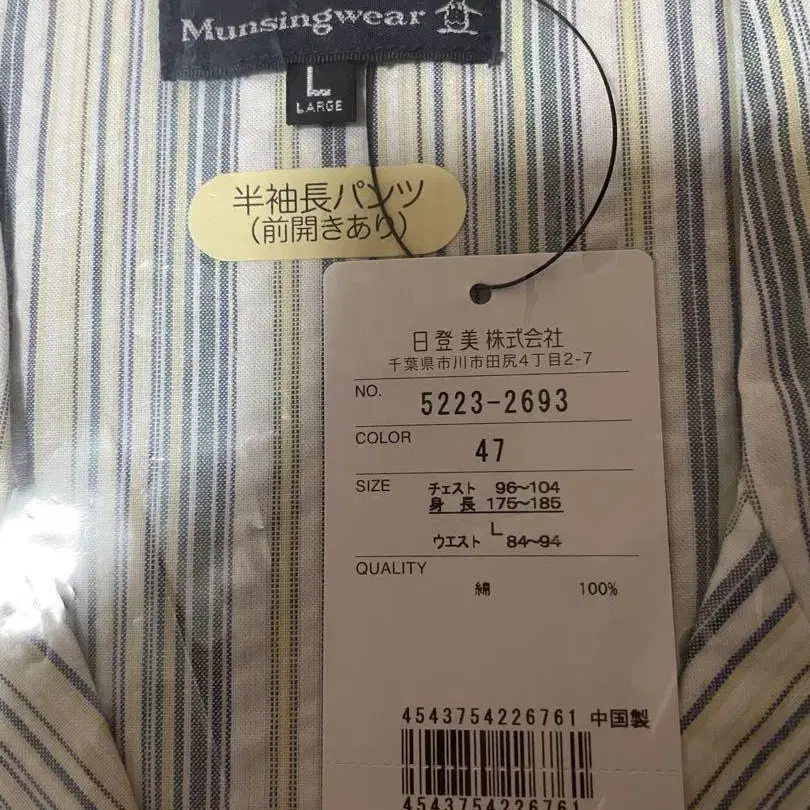 Munsingwear
L
LARGE
半袖長パンツ
(前開きあり)
日登美株式会社
千葉県市川市田尻4丁目2-7
NO. 5223-2693
COLOR 47
SIZE チェスト 96~104
身長 175~185
L
ウエスト 84~94
QUALITY
綿 100%
4543754226761 中国製
4543754226761